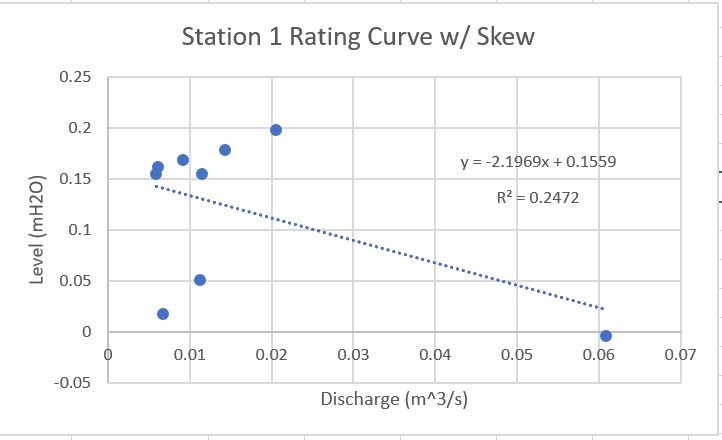 Station 1 Rating Curve w/ Skew
0.25
0.2
0.15
0.1
0.05
0
-0.05
Level (mH2O)
y = -2.1969x + 0.1559
R² = 0.2472
0 0.01 0.02 0.03 0.04 0.05 0.06 0.07
Discharge (m^3/s)